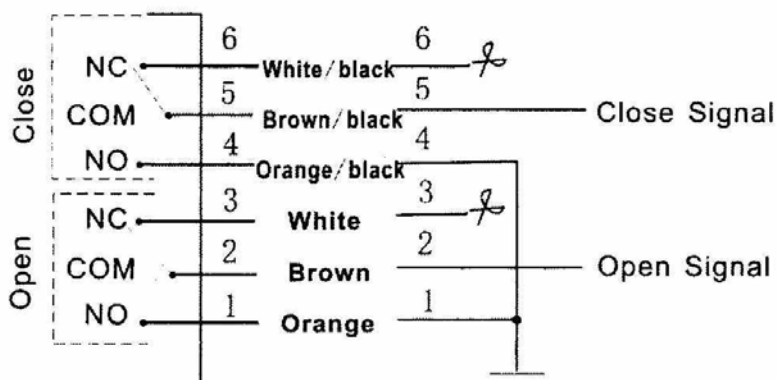 Close
NC 6 White/black 6
COM 5 Brown/black 5 Close Signal
NO 4 Orange/black 4
Open
NC 3 White 3
COM 2 Brown 2 Open Signal
NO 1 Orange 1